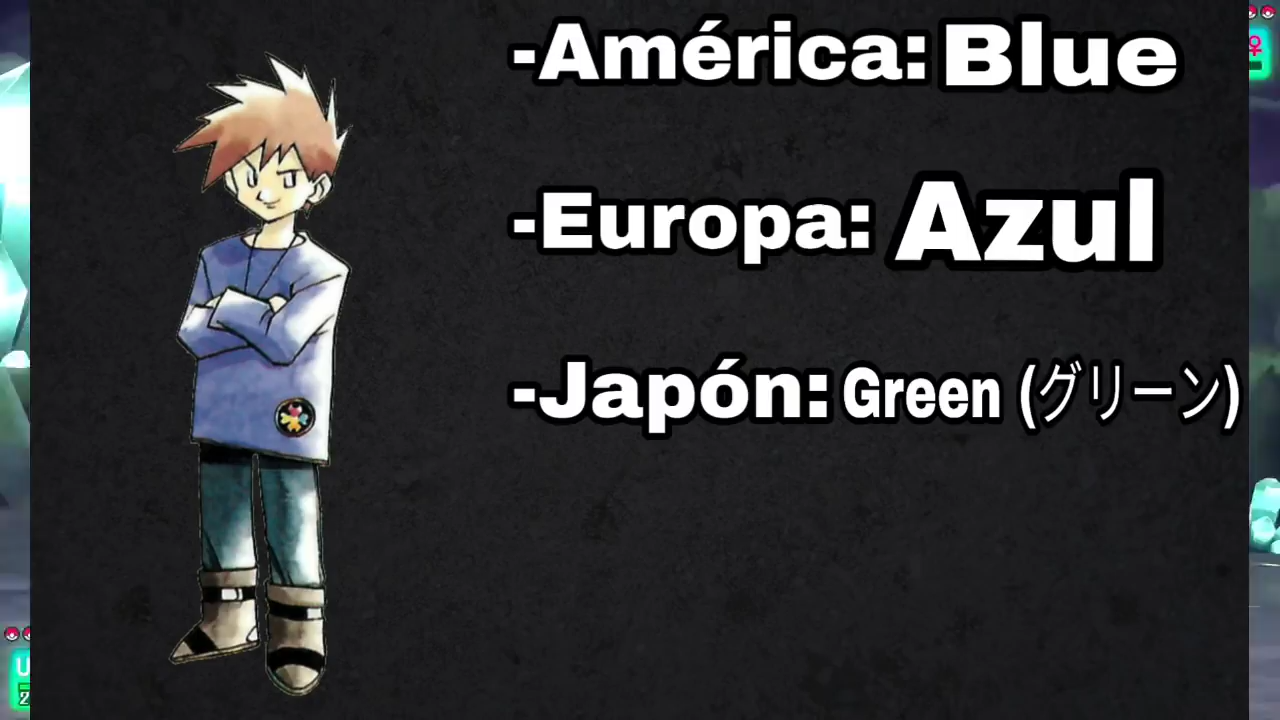 -América: Blue
-Europa: Azul
-Japón: Green (グリーン)